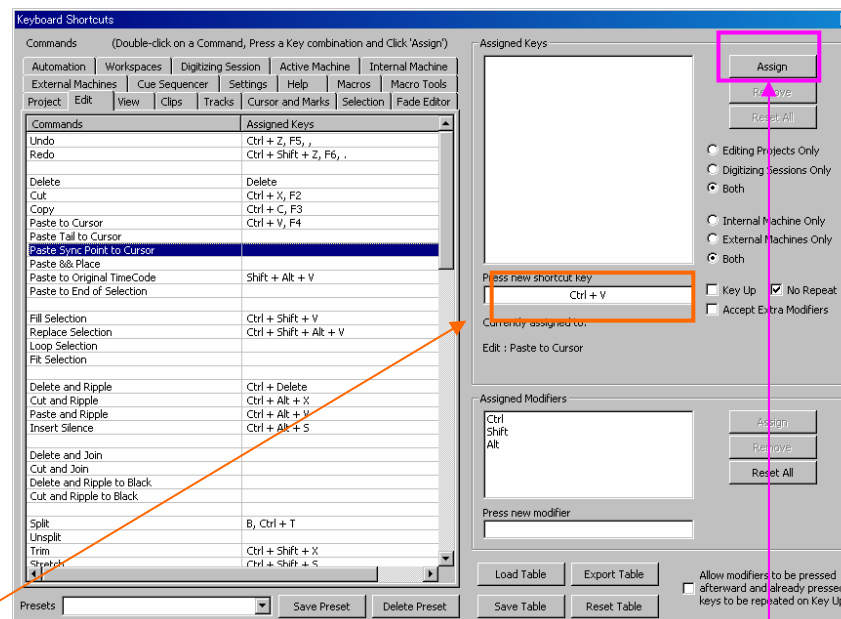 Keyboard Shortcuts
Commands (Double-click on a Command, Press a Key combination and Click 'Assign')
Automation Workspaces Digitizing Session Active Machine Internal Machine
External Machines Cue Sequencer Settings Help Macros Macro Tools
Project Edit View Clips Tracks Cursor and Marks Selection Fade Editor
Commands Assigned Keys
Undo Ctrl + Z, F5, ,
Redo Ctrl + Shift + Z, F6, .
Delete Delete
Cut Ctrl + X, F2
Copy Ctrl + C, F3
Paste to Cursor Ctrl + V, F4
Paste Tail to Cursor
Paste Sync Point to Cursor
Paste && Place
Paste to Original TimeCode Shift + Alt + V
Paste to End of Selection
Fill Selection Ctrl + Shift + V
Replace Selection Ctrl + Shift + Alt + V
Loop Selection
Fit Selection
Delete and Ripple Ctrl + Delete
Cut and Ripple Ctrl + Alt + X
Paste and Ripple Ctrl + Alt + V
Insert Silence Ctrl + Alt + S
Delete and Join
Cut and Join
Delete and Ripple to Black
Cut and Ripple to Black
Split B, Ctrl + T
Unsplit
Trim Ctrl + Shift + X
Stretch Ctrl + Shift + S
Presets Save Preset Delete Preset
Assigned Keys
Assign
Remove
Reset All
Editing Projects Only
Digitizing Sessions Only
Both
Internal Machine Only
External Machines Only
Both
Press new shortcut key
Ctrl + V
Key Up No Repeat
Accept Extra Modifiers
Currently assigned to:
Edit : Paste to Cursor
Assigned Modifiers
Ctrl
Shift
Alt
Assign
Remove
Reset All
Press new modifier
Load Table Export Table
Save Table Reset Table
Allow modifiers to be pressed
afterward and already pressed
keys to be repeated on Key Up